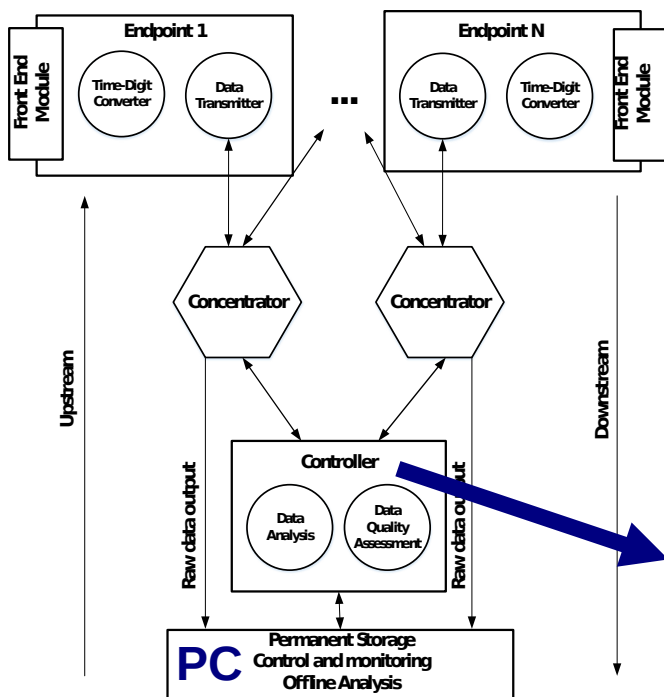 Endpoint 1
Front End
Module
Time-Digit
Converter
Data
Transmitter
...
Endpoint N
Data
Transmitter
Time-Digit
Converter
Front End
Module
Concentrator
Concentrator
Upstream
Downstream
Raw data output
Controller
Data
Analysis
Data
Quality
Assessment
Raw data output
PC
Permanent Storage
Control and monitoring
Offline Analysis